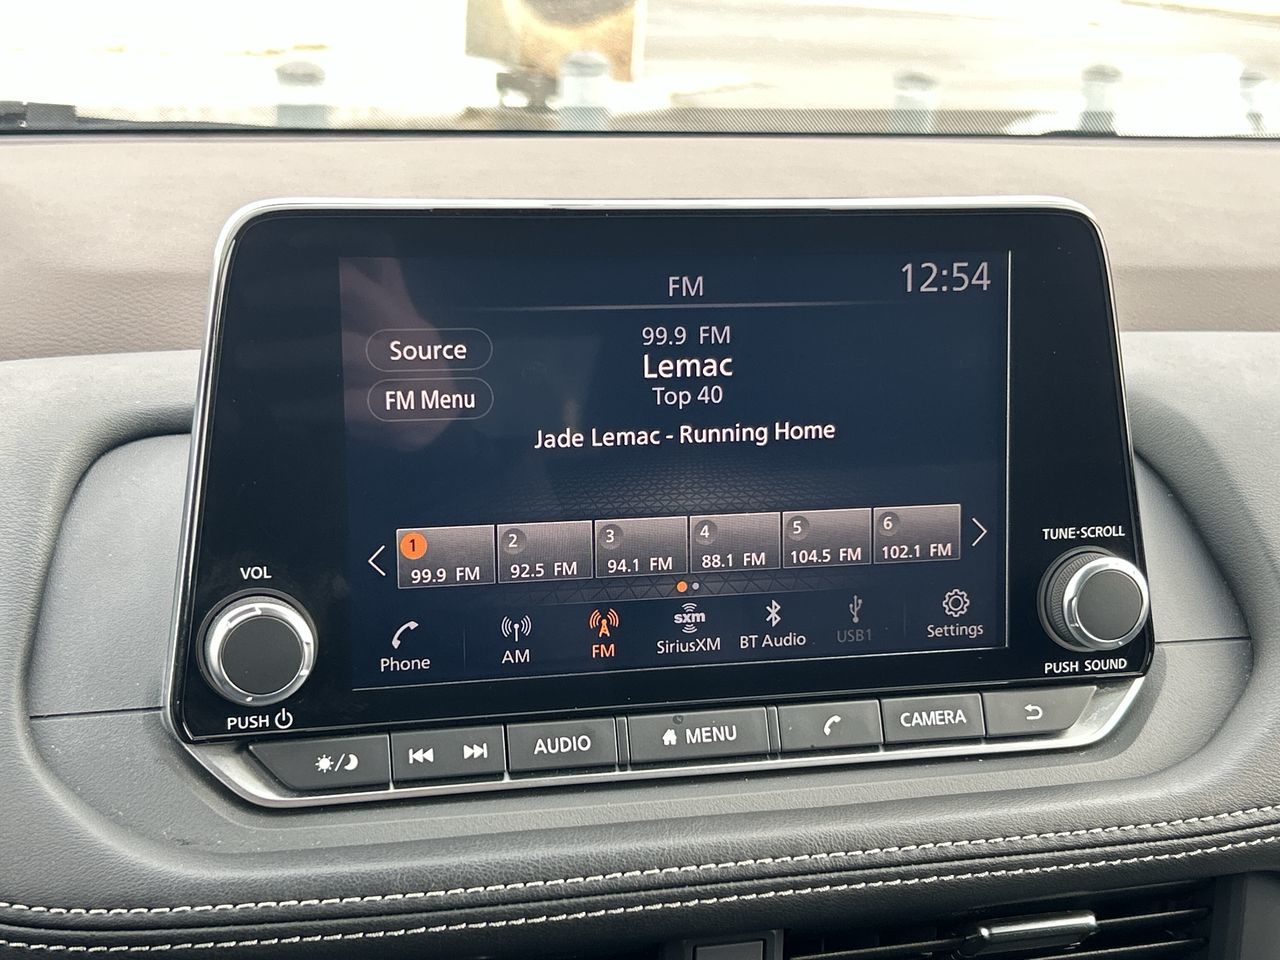 FM
12:54
Source
FM Menu
99.9 FM
Lemac
Top 40
Jade Lemac - Running Home
1
99.9 FM
2
92.5 FM
3
94.1 FM
4
88.1 FM
5
104.5 FM
6
102.1 FM
Phone
AM
FM
sxm
SiriusXM
BT Audio
USB1
Settings
VOL
PUSH
TUNE·SCROLL
PUSH SOUND
AUDIO
MENU
CAMERA